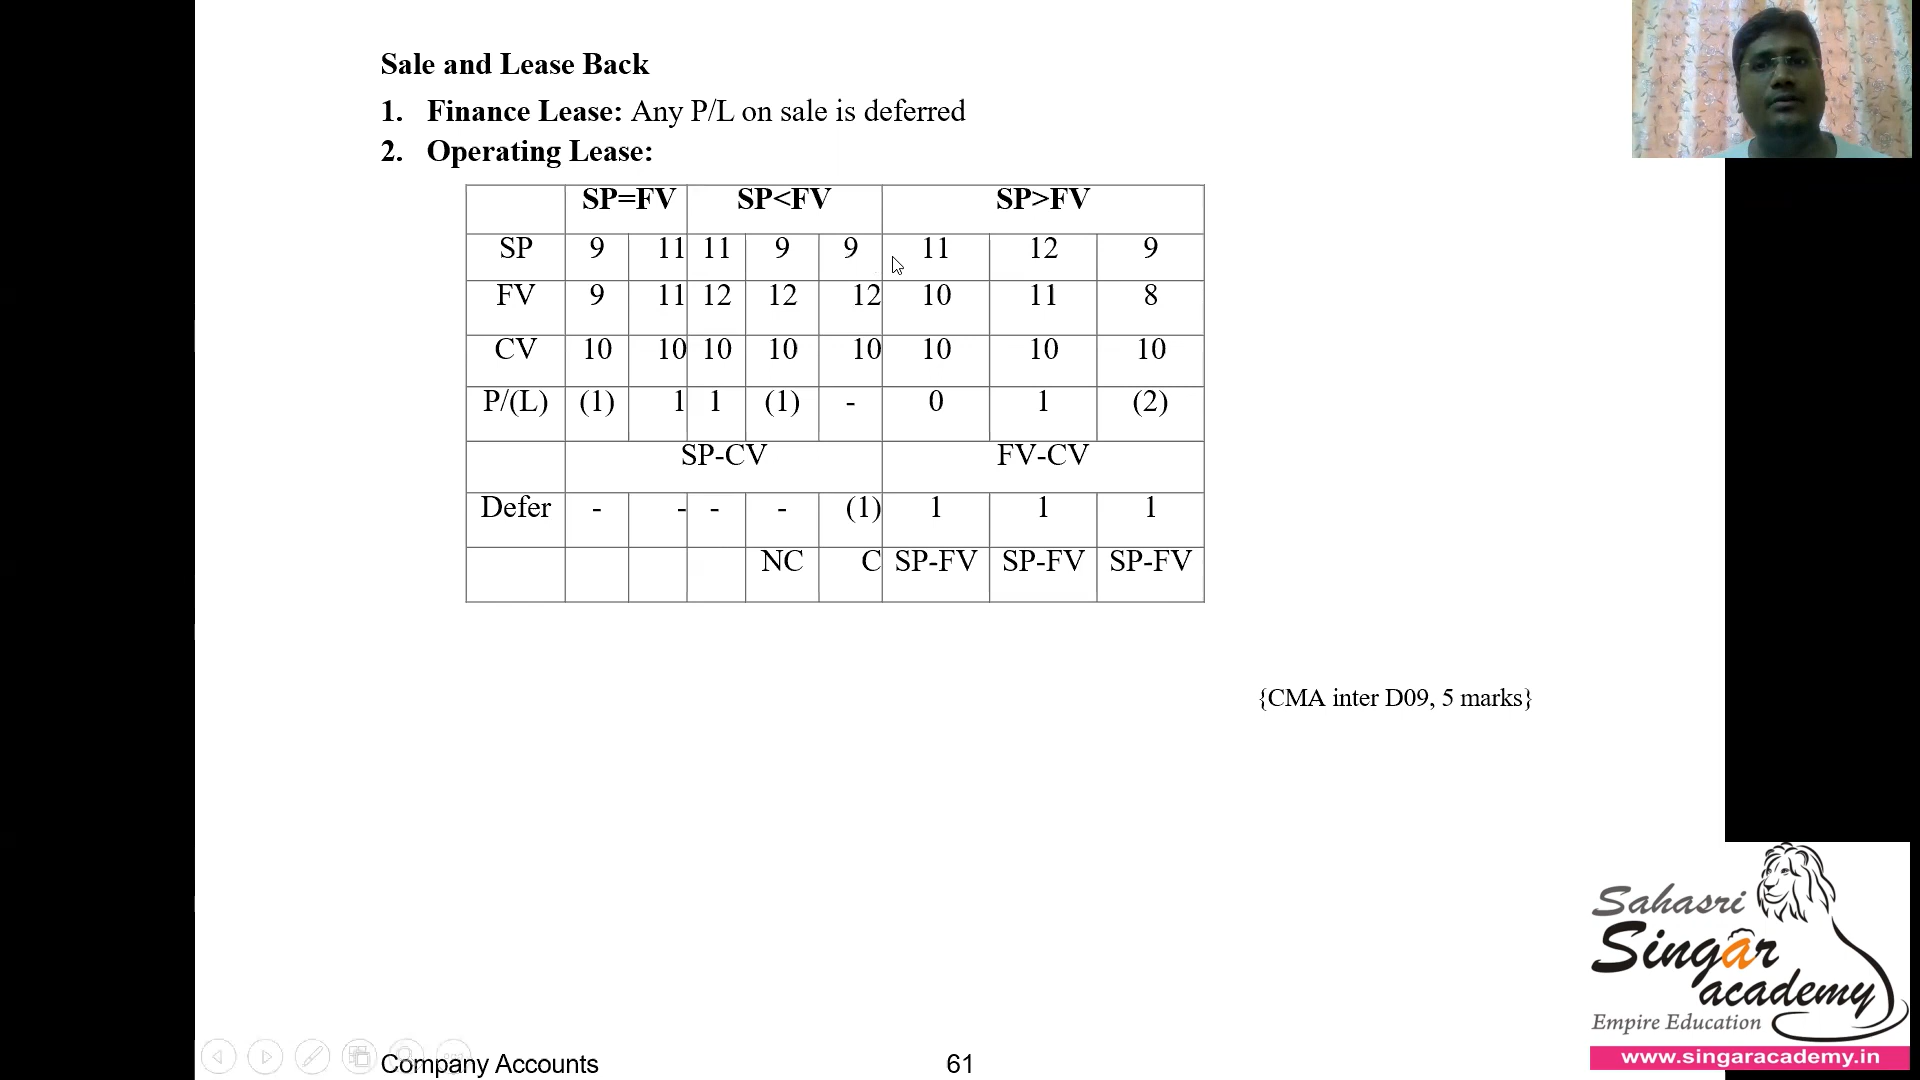 Sale and Lease Back
1. Finance Lease: Any P/L on sale is deferred
2. Operating Lease:
SP=FV SP<FV SP>FV
SP 9 11 11 9 9 11 12 9
FV 9 11 12 12 12 10 11 8
CV 10 10 10 10 10 10 10 10
P/(L) (1) 1 1 (1) - 0 1 (2)
SP-CV FV-CV
Defer - - - - (1) 1 1 1
NC C SP-FV SP-FV SP-FV
{CMA inter D09, 5 marks}
Sahasri
Singar
academy
Empire Education
www.singaracademy.in
Company Accounts 61